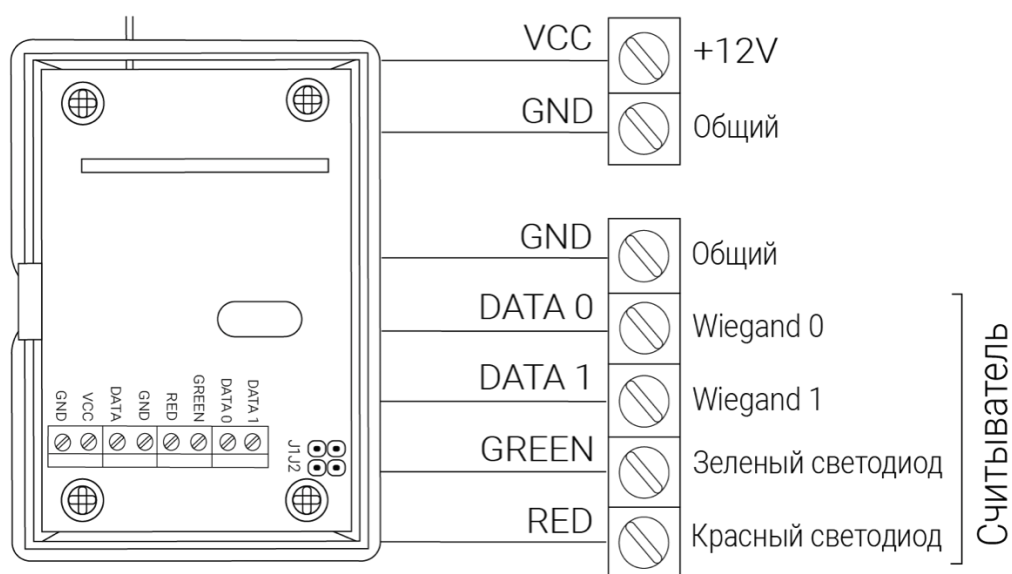 VCC +12V
GND Общий
GND Общий
DATA 0 Wiegand 0
DATA 1 Wiegand 1
GREEN Зеленый светодиод
RED Красный светодиод
Считыватель
GND VCC DATA GND RED GREEN DATA 0 DATA 1
J1 J2